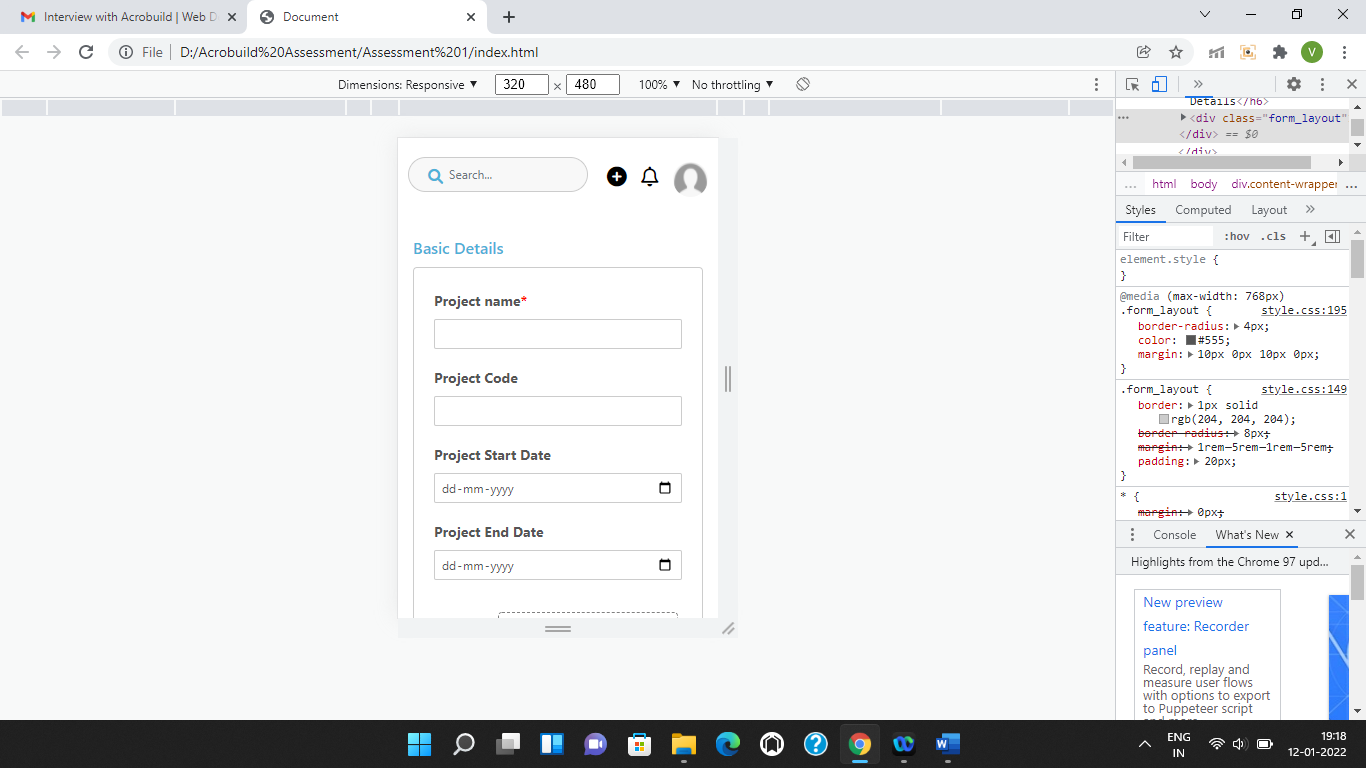 Interview with Acrobuild | Web D
Document
File
D:/Acrobuild%20Assessment/Assessment%201/index.html
V
Dimensions: Responsive
320
×
480
100%
No throttling
Search...
Basic Details
Project name*
Project Code
Project Start Date
dd-mm-yyyy
Project End Date
dd-mm-yyyy
Details</h6>
<div class="form_layout"
</div> == $0
</div>
...
html
body
div.content-wrapper
...
Styles
Computed
Layout
Filter
:hov
.cls
element.style {
}
@media (max-width: 768px)
.form_layout {
style.css:195
border-radius: 4px;
color: #555;
margin: 10px 0px 10px 0px;
}
.form_layout {
style.css:149
border: 1px solid
rgb(204, 204, 204);
border-radius: 8px;
margin: 1rem 5rem 1rem 5rem;
padding: 20px;
}
* {
style.css:1
margin: 0px;
Console
What's New
Highlights from the Chrome 97 upd...
New preview
feature: Recorder
panel
Record, replay and
measure user flows
with options to export
to Puppeteer script
and more
ENG
IN
19:18
12-01-2022